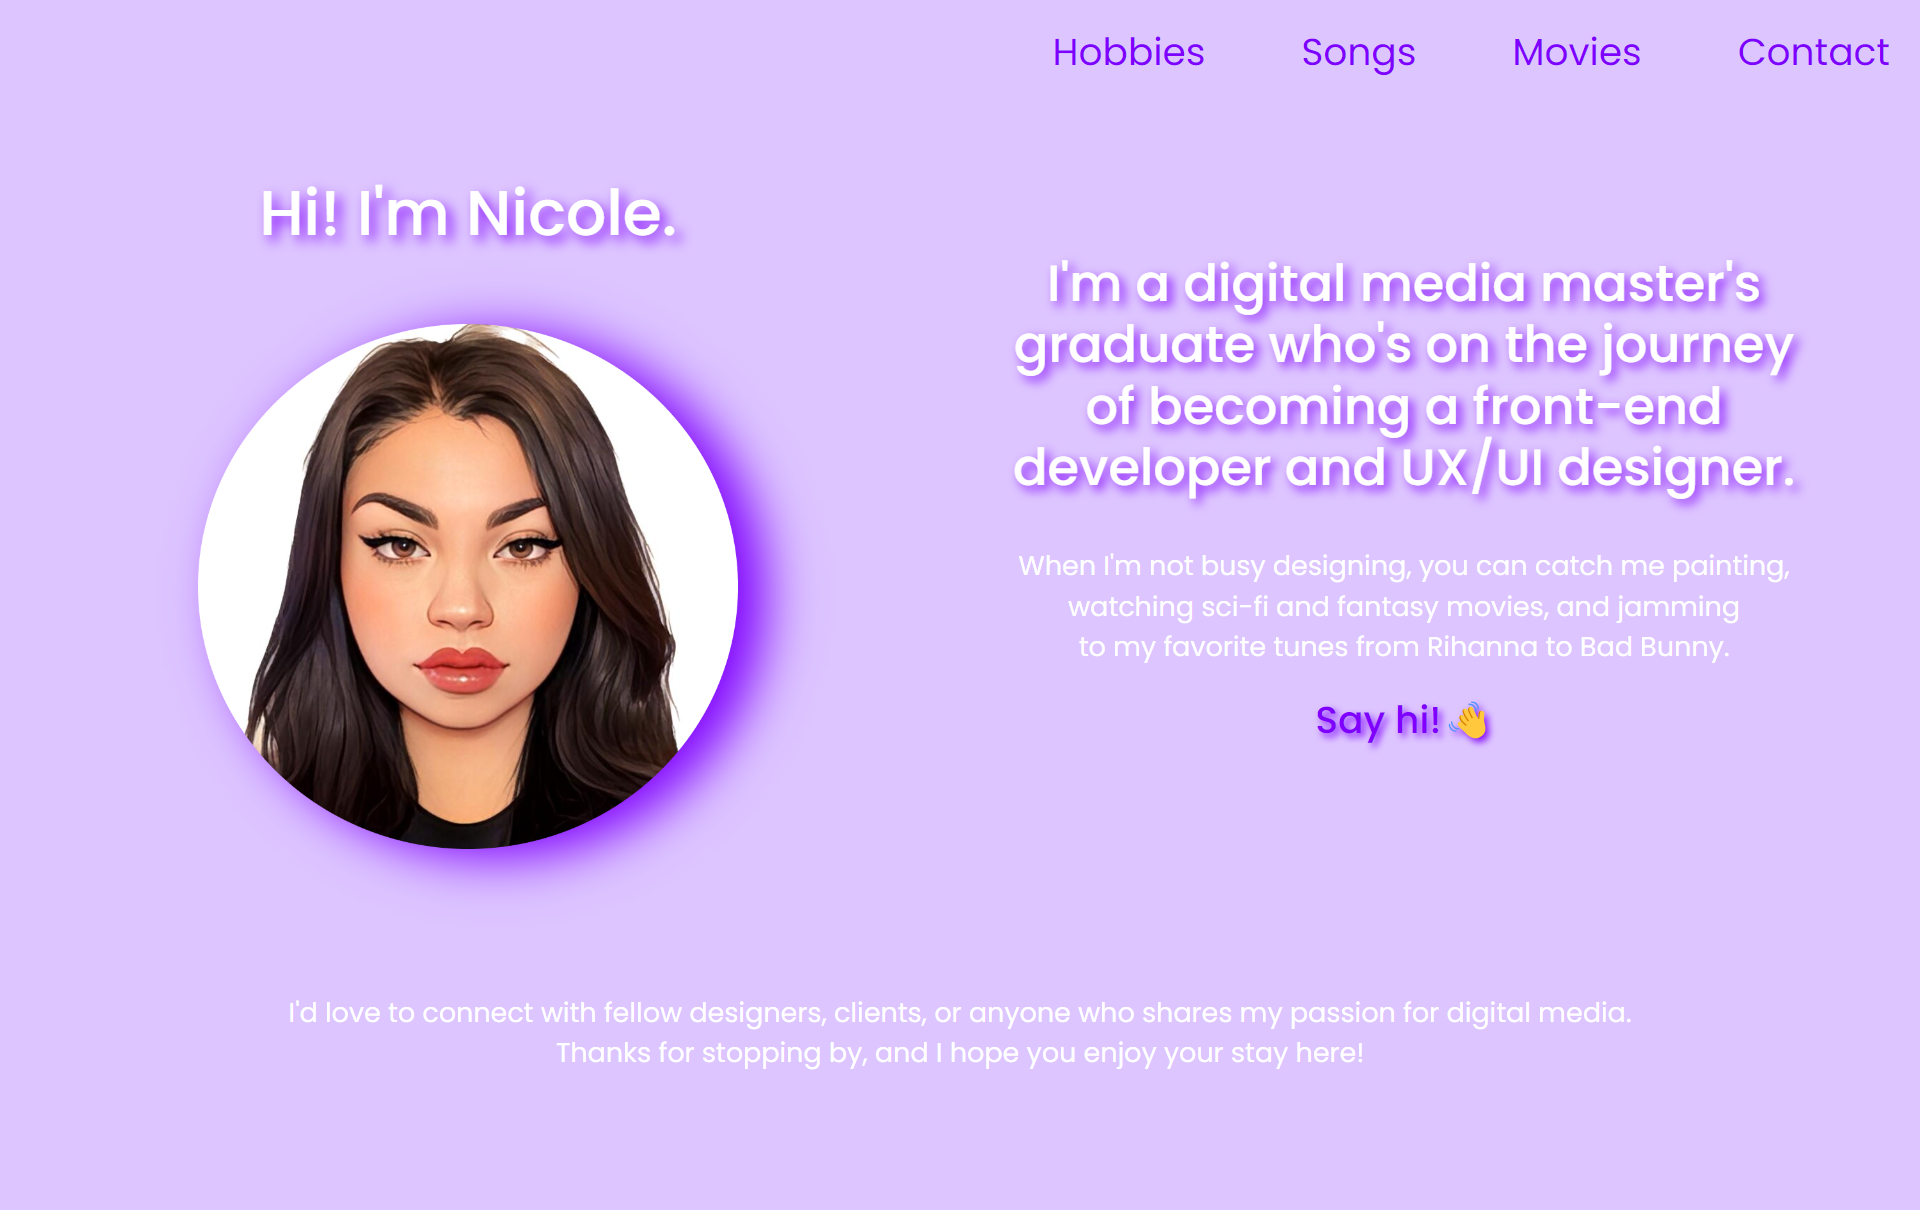 Hobbies
Songs
Movies
Contact
Hi! I'm Nicole.
I'm a digital media master's
graduate who's on the journey
of becoming a front-end
developer and UX/UI designer.
When I'm not busy designing, you can catch me painting,
watching sci-fi and fantasy movies, and jamming
to my favorite tunes from Rihanna to Bad Bunny.
Say hi! 👋
I'd love to connect with fellow designers, clients, or anyone who shares my passion for digital media.
Thanks for stopping by, and I hope you enjoy your stay here!